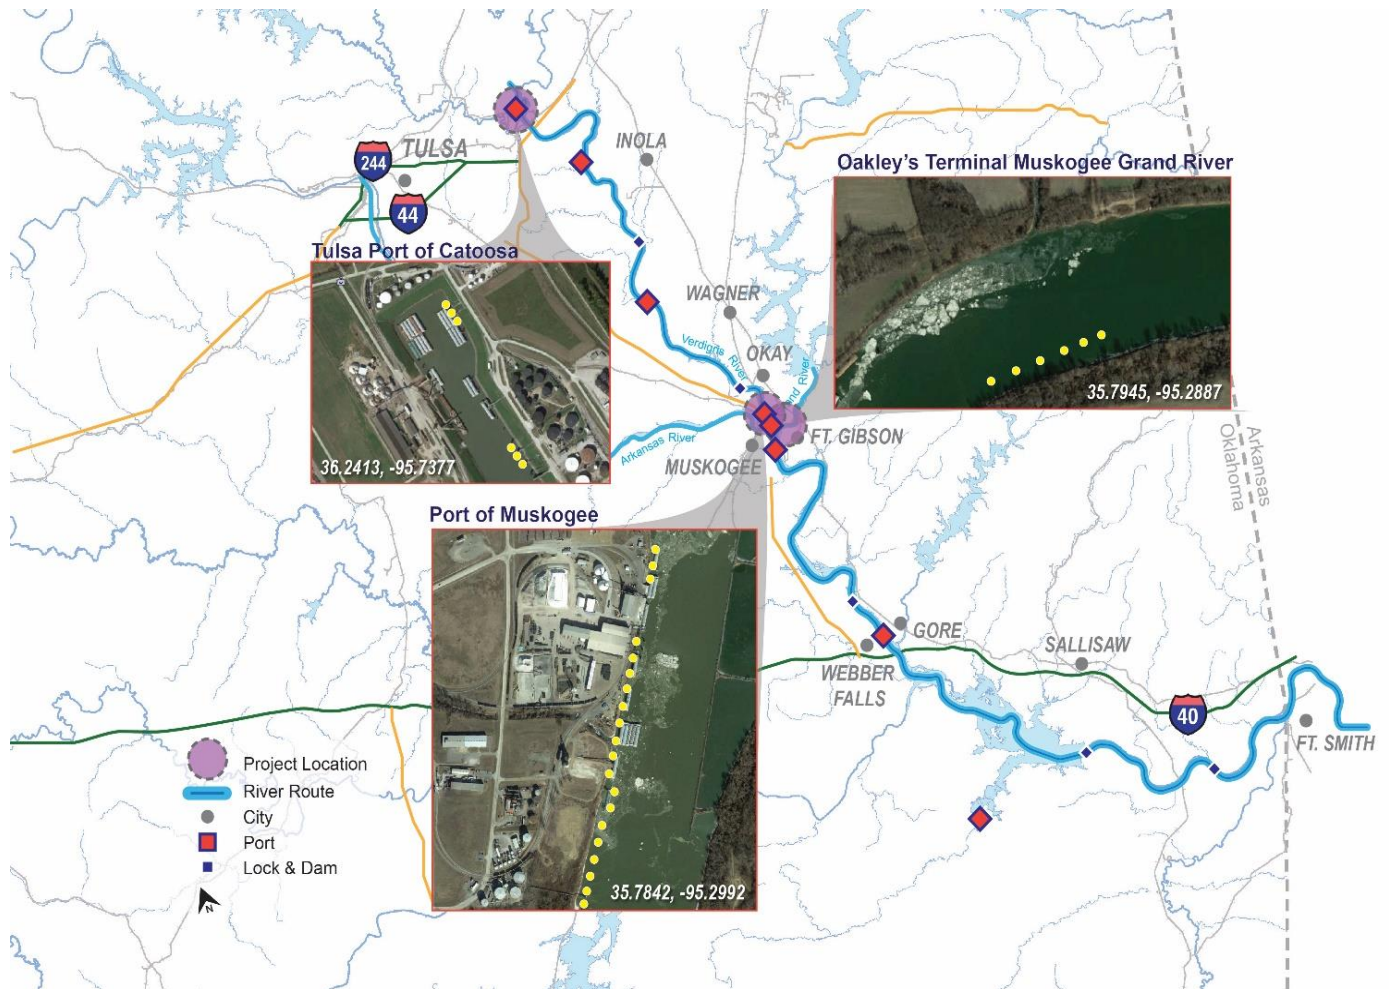 INOLA
TULSA
244
Oakley's Terminal Muskogee Grand River
44
Tulsa Port of Catoosa
WAGNER
Verdigris River
OKAY
35.7945, -95.2887
River
FT. GIBSON
Arkansas River
MUSKOGEE
Arkansas
Oklahoma
36.2413, -95.7377
Port of Muskogee
GORE
SALLISAW
WEBBER
FALLS
40
FT. SMITH
Project Location
River Route
City
Port
Lock & Dam
N
35.7842, -95.2992